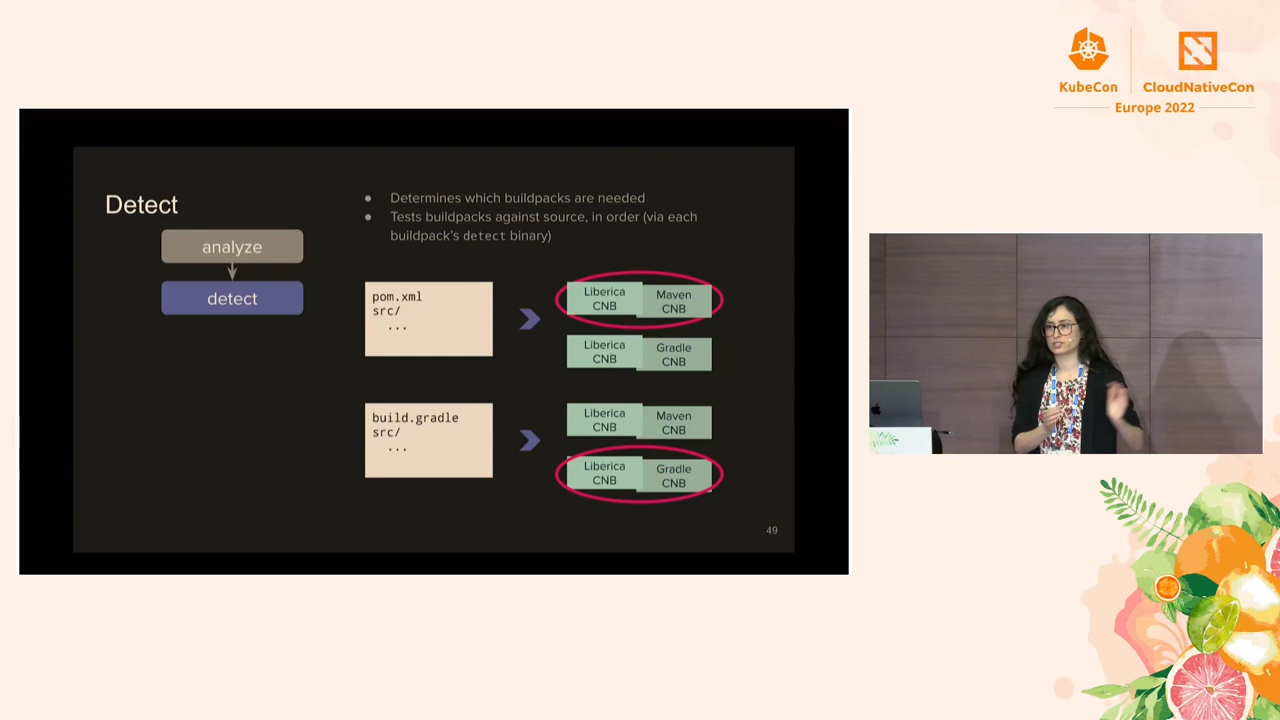 KubeCon
CloudNativeCon
Europe 2022
Detect
analyze
detect
● Determines which buildpacks are needed
● Tests buildpacks against source, in order (via each
buildpack's detect binary)
pom.xml
src/
...
Liberica
CNB
Maven
CNB
Liberica
CNB
Gradle
CNB
build.gradle
src/
...
Liberica
CNB
Maven
CNB
Liberica
CNB
Gradle
CNB
49